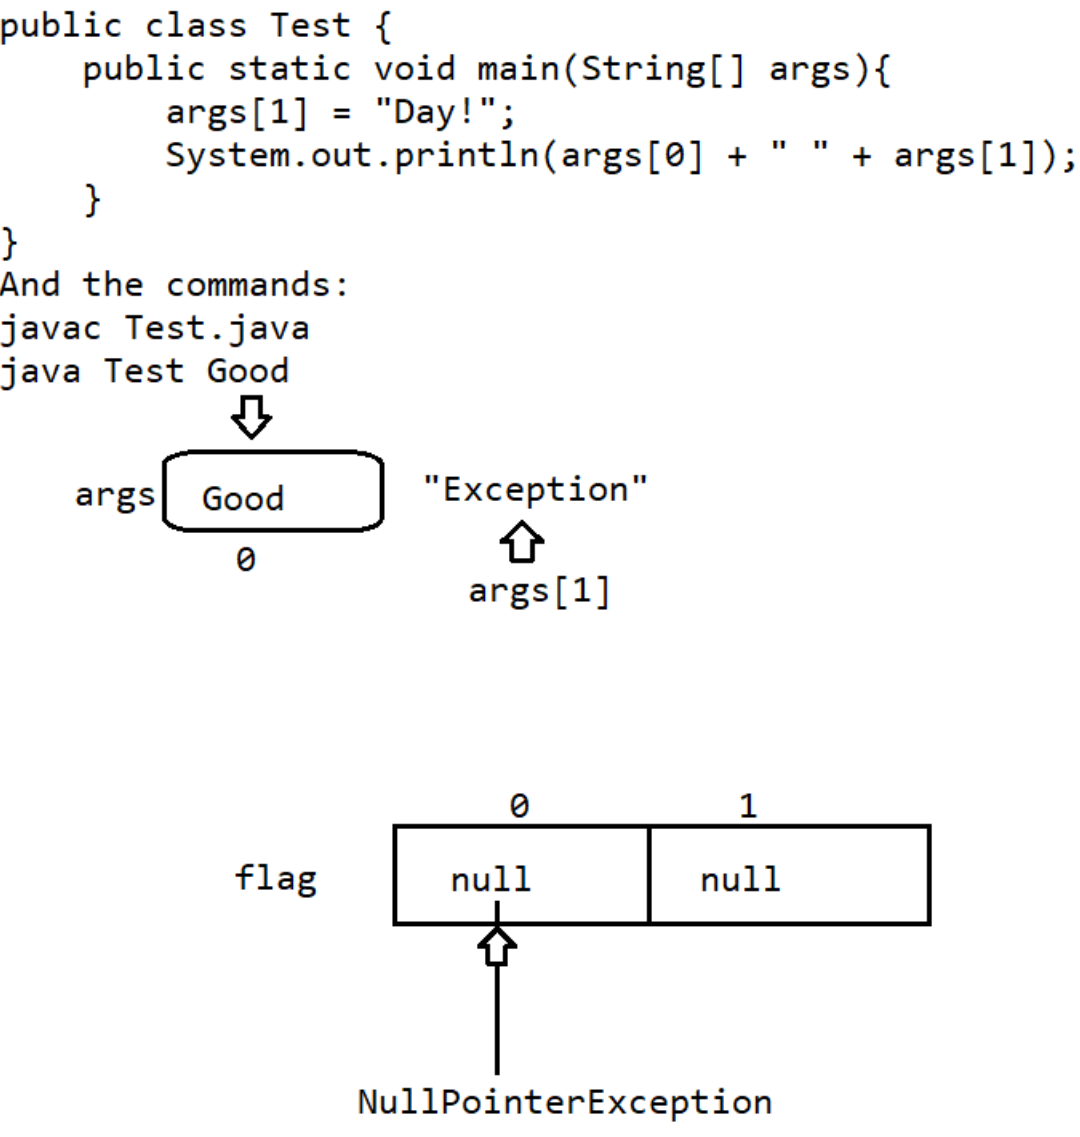 public class Test {
    public static void main(String[] args){
        args[1] = "Day!";
        System.out.println(args[0] + " " + args[1]);
    }
}
And the commands:
javac Test.java
java Test Good
args Good "Exception"
0
args[1]
0 1
flag null null
NullPointerException